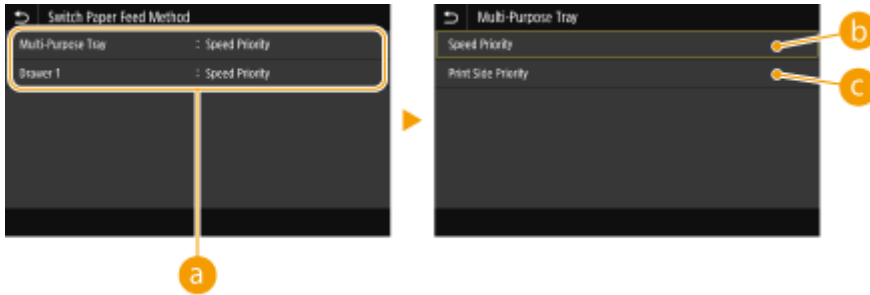 Switch Paper Feed Method
Multi-Purpose Tray : Speed Priority
Drawer 1 : Speed Priority
a
Multi-Purpose Tray
Speed Priority
b
Print Side Priority
c